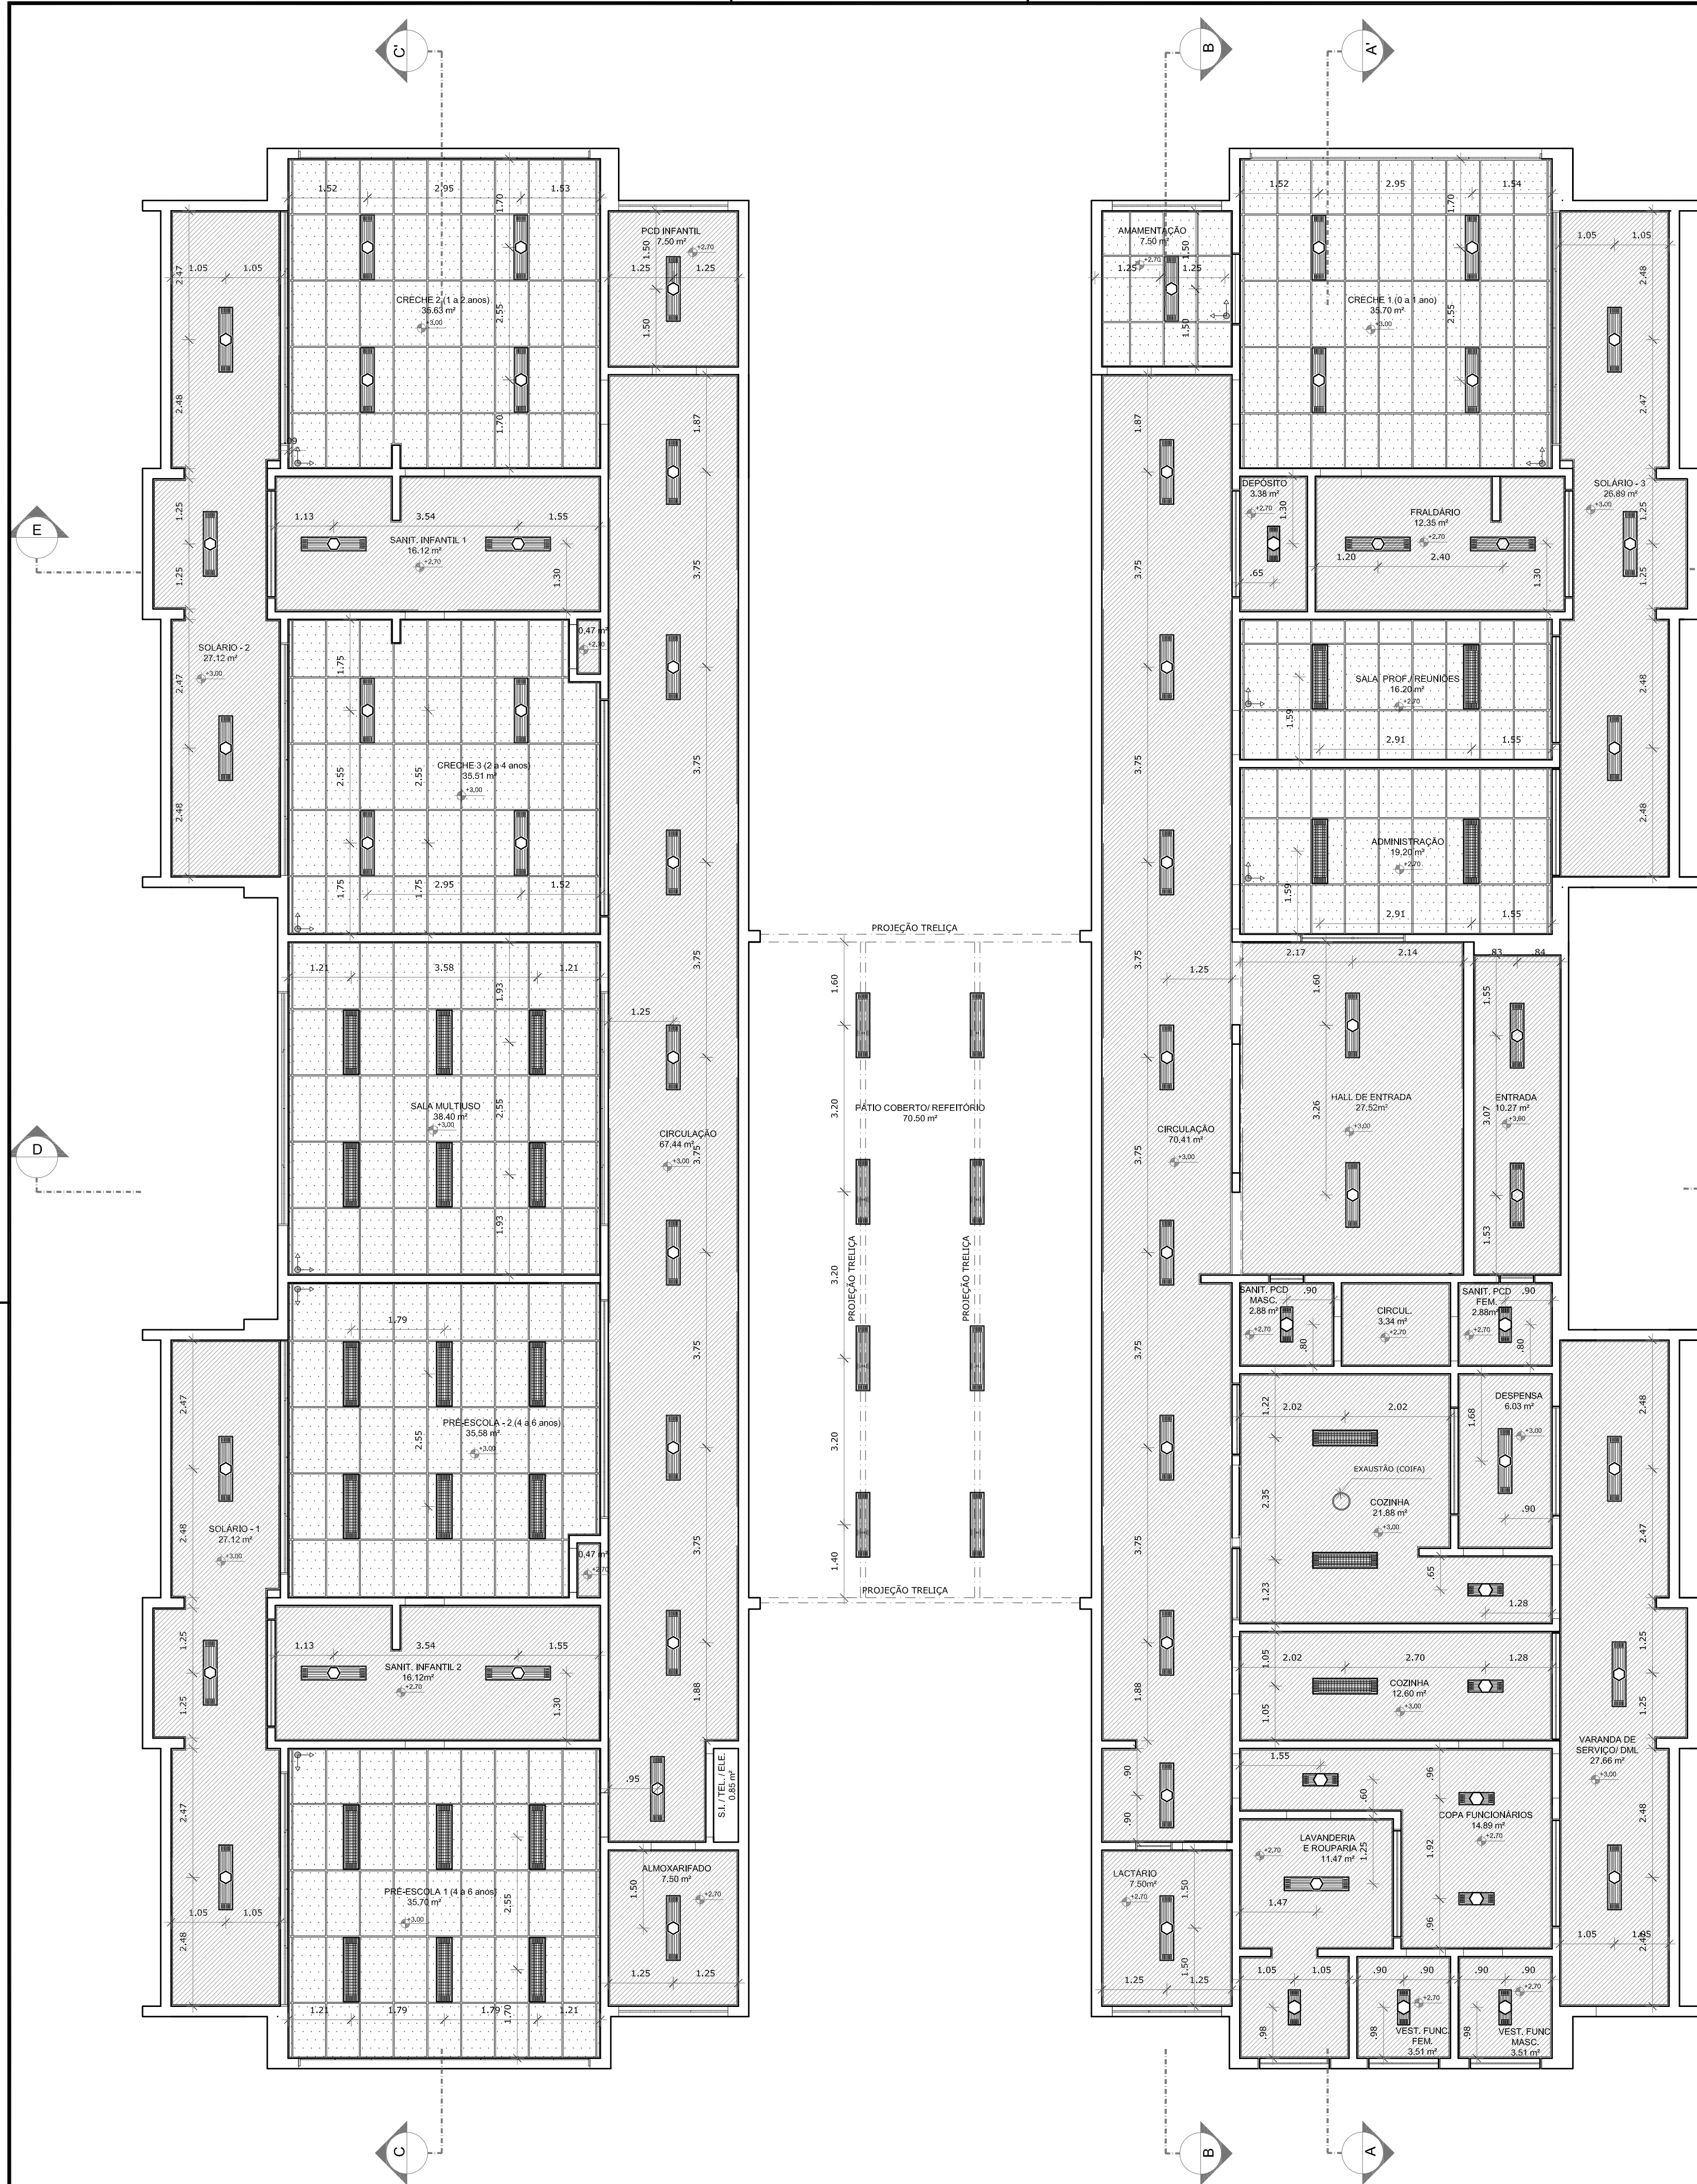 C'
B
A'
1.52
2.95
1.53
1.70
PCD INFANTIL
7.50 m²
+2,70
1.50
1.25
1.25
1.50
1.05
1.05
2.47
2.48
CRECHE 2 (1 a 2 anos)
35.63 m²
+3,00
2.55
1.70
.09
AMAMENTAÇÃO
7.50 m²
+2,70
1.50
1.25
1.25
1.50
1.52
2.95
1.54
1.70
CRECHE 1 (0 a 1 ano)
35.70 m²
+3,00
2.55
1.05
1.05
2.48
2.47
1.87
1.87
E
1.25
1.25
1.13
3.54
1.55
SANIT. INFANTIL 1
16.12 m²
+2,70
1.30
3.75
3.75
DEPÓSITO
3.38 m²
+2,70
1.30
.65
FRALDÁRIO
12.35 m²
+2,70
1.20
2.40
1.30
SOLÁRIO - 3
26.89 m²
+3,00
1.25
1.25
SOLÁRIO - 2
27.12 m²
+3,00
2.47
2.48
0,47 m²
1.75
2.55
2.55
CRECHE 3 (2 a 4 anos)
35.51 m²
+3,00
1.75
1.75
2.95
1.52
3.75
3.75
SALA PROF./ REUNIÕES
16.20 m²
+2,70
1.59
2.91
1.55
2.48
2.48
ADMINISTRAÇÃO
19,20 m²
+2,70
1.59
2.91
1.55
PROJEÇÃO TRELIÇA
1.21
3.58
1.21
1.93
1.25
3.75
1.60
3.75
1.25
2.17
2.14
.84
1.60
1.55
SALA MULTIUSO
38.40 m²
+3,00
2.55
1.93
CIRCULAÇÃO
67.44 m²
+3,00
3.75
3.20
PÁTIO COBERTO/ REFEITÓRIO
70.50 m²
CIRCULAÇÃO
70.41 m²
+3,00
3.75
HALL DE ENTRADA
27.52m²
+3,00
3.26
ENTRADA
10.27 m²
3.07
1.53
D
3.20
PROJEÇÃO TRELIÇA
PROJEÇÃO TRELIÇA
1.79
3.75
3.75
SANIT. PCD
MASC.
2.88 m²
+2,70
.90
.80
CIRCUL.
3.34 m²
+2,70
SANIT. PCD
FEM.
2.88m²
+2,70
.90
.80
2.47
2.48
PRÉ-ESCOLA - 2 (4 a 6 anos)
35,58 m²
+3,00
2.55
3.20
1.22
2.02
2.02
DESPENSA
6.03 m²
+3,00
1.68
.90
2.48
2.47
EXAUSTÃO (COIFA)
COZINHA
21.88 m²
+3,00
2.35
1.23
.65
1.28
SOLÁRIO - 1
27.12 m²
+3,00
0,47 m²
3.75
1.40
3.75
PROJEÇÃO TRELIÇA
1.25
1.25
1.13
3.54
1.55
SANIT. INFANTIL 2
16.12m²
+2,70
1.30
1.88
1.88
1.05
1.05
2.02
2.70
1.28
COZINHA
12.60 m²
+3,00
1.25
1.25
VARANDA DE
SERVIÇO/ DML
27.66 m²
+3,00
.95
S.I. / TEL. / ELE.
0.85 m²
.90
.90
1.55
.60
.96
COPA FUNCIONÁRIOS
14.89 m²
+2,70
1.92
.96
2.47
2.48
LAVANDERIA
E ROUPARIA
11.47 m²
+2,70
1.25
1.47
2.48
PRÉ-ESCOLA 1 (4 a 6 anos)
35.70 m²
+3,00
2.55
ALMOXARIFADO
7.50 m²
+2,70
1.50
LACTÁRIO
7.50m²
+2,70
1.50
1.50
1.05
1.05
1.25
1.25
1.25
1.25
1.05
1.05
.90
.90
.90
.90
1.05
1.21
1.79
1.79
1.21
1.70
.98
.98
+2,70
VEST. FUNC.
FEM.
3.51 m²
.98
+2,70
VEST. FUNC
MASC.
3.51 m²
C
B
A